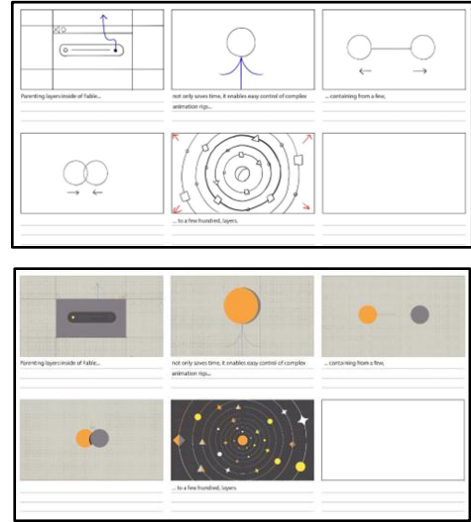 Parenting layers inside of Fable...
not only saves time, it enables easy control of complex
animation rigs...
... containing from a few,
... to a few hundred, layers.
Parenting layers inside of Fable...
not only saves time, it enables easy control of complex
animation rigs...
... containing from a few,
... to a few hundred, layers.